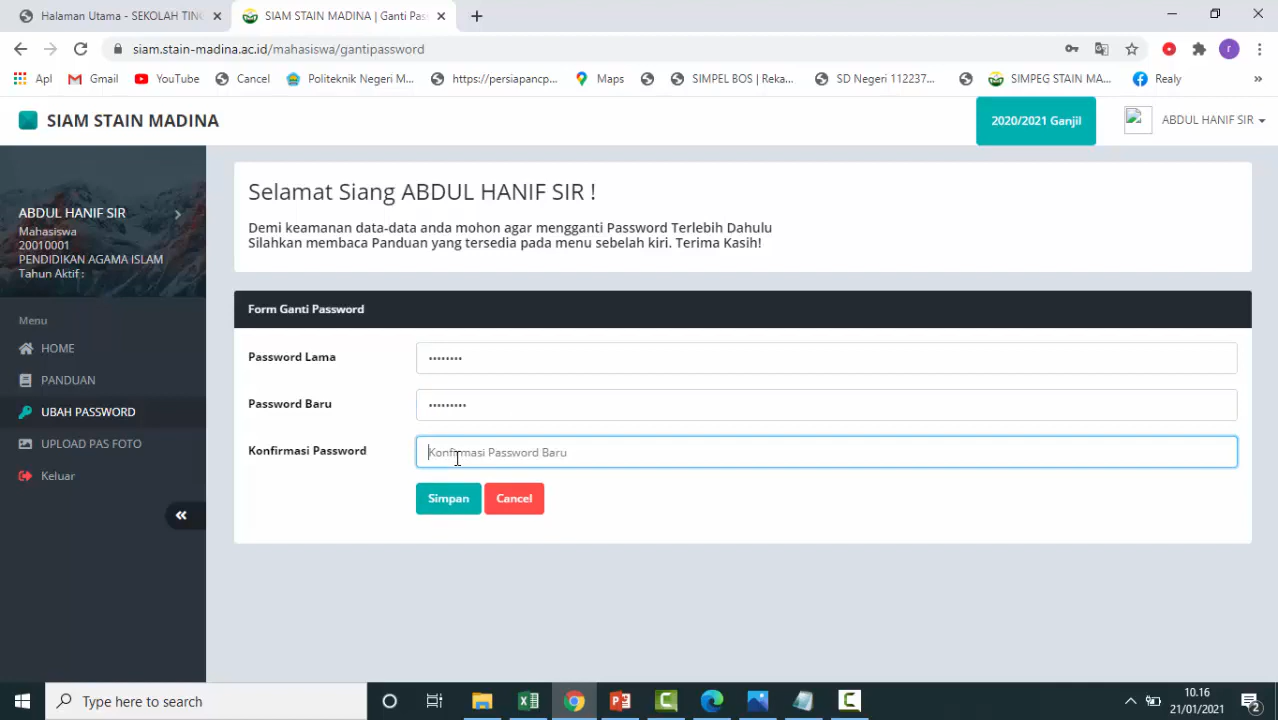 Halaman Utama - SEKOLAH TING
SIAM STAIN MADINA | Ganti Pas
siam.stain-madina.ac.id/mahasiswa/gantipassword
r
Apl
Gmail
YouTube
Cancel
Politeknik Negeri M...
https://persiapancp...
Maps
SIMPEL BOS | Reka...
SD Negeri 112237...
SIMPEG STAIN MA...
Realy
»
SIAM STAIN MADINA
2020/2021 Ganjil
ABDUL HANIF SIR
ABDUL HANIF SIR
Mahasiswa
20010001
PENDIDIKAN AGAMA ISLAM
Tahun Aktif :
Menu
HOME
PANDUAN
UBAH PASSWORD
UPLOAD PAS FOTO
Keluar
Selamat Siang ABDUL HANIF SIR !
Demi keamanan data-data anda mohon agar mengganti Password Terlebih Dahulu
Silahkan membaca Panduan yang tersedia pada menu sebelah kiri. Terima Kasih!
Form Ganti Password
Password Lama
••••••••
Password Baru
•••••••••
Konfirmasi Password
Konfirmasi Password Baru
Simpan
Cancel
Type here to search
10.16
21/01/2021
2